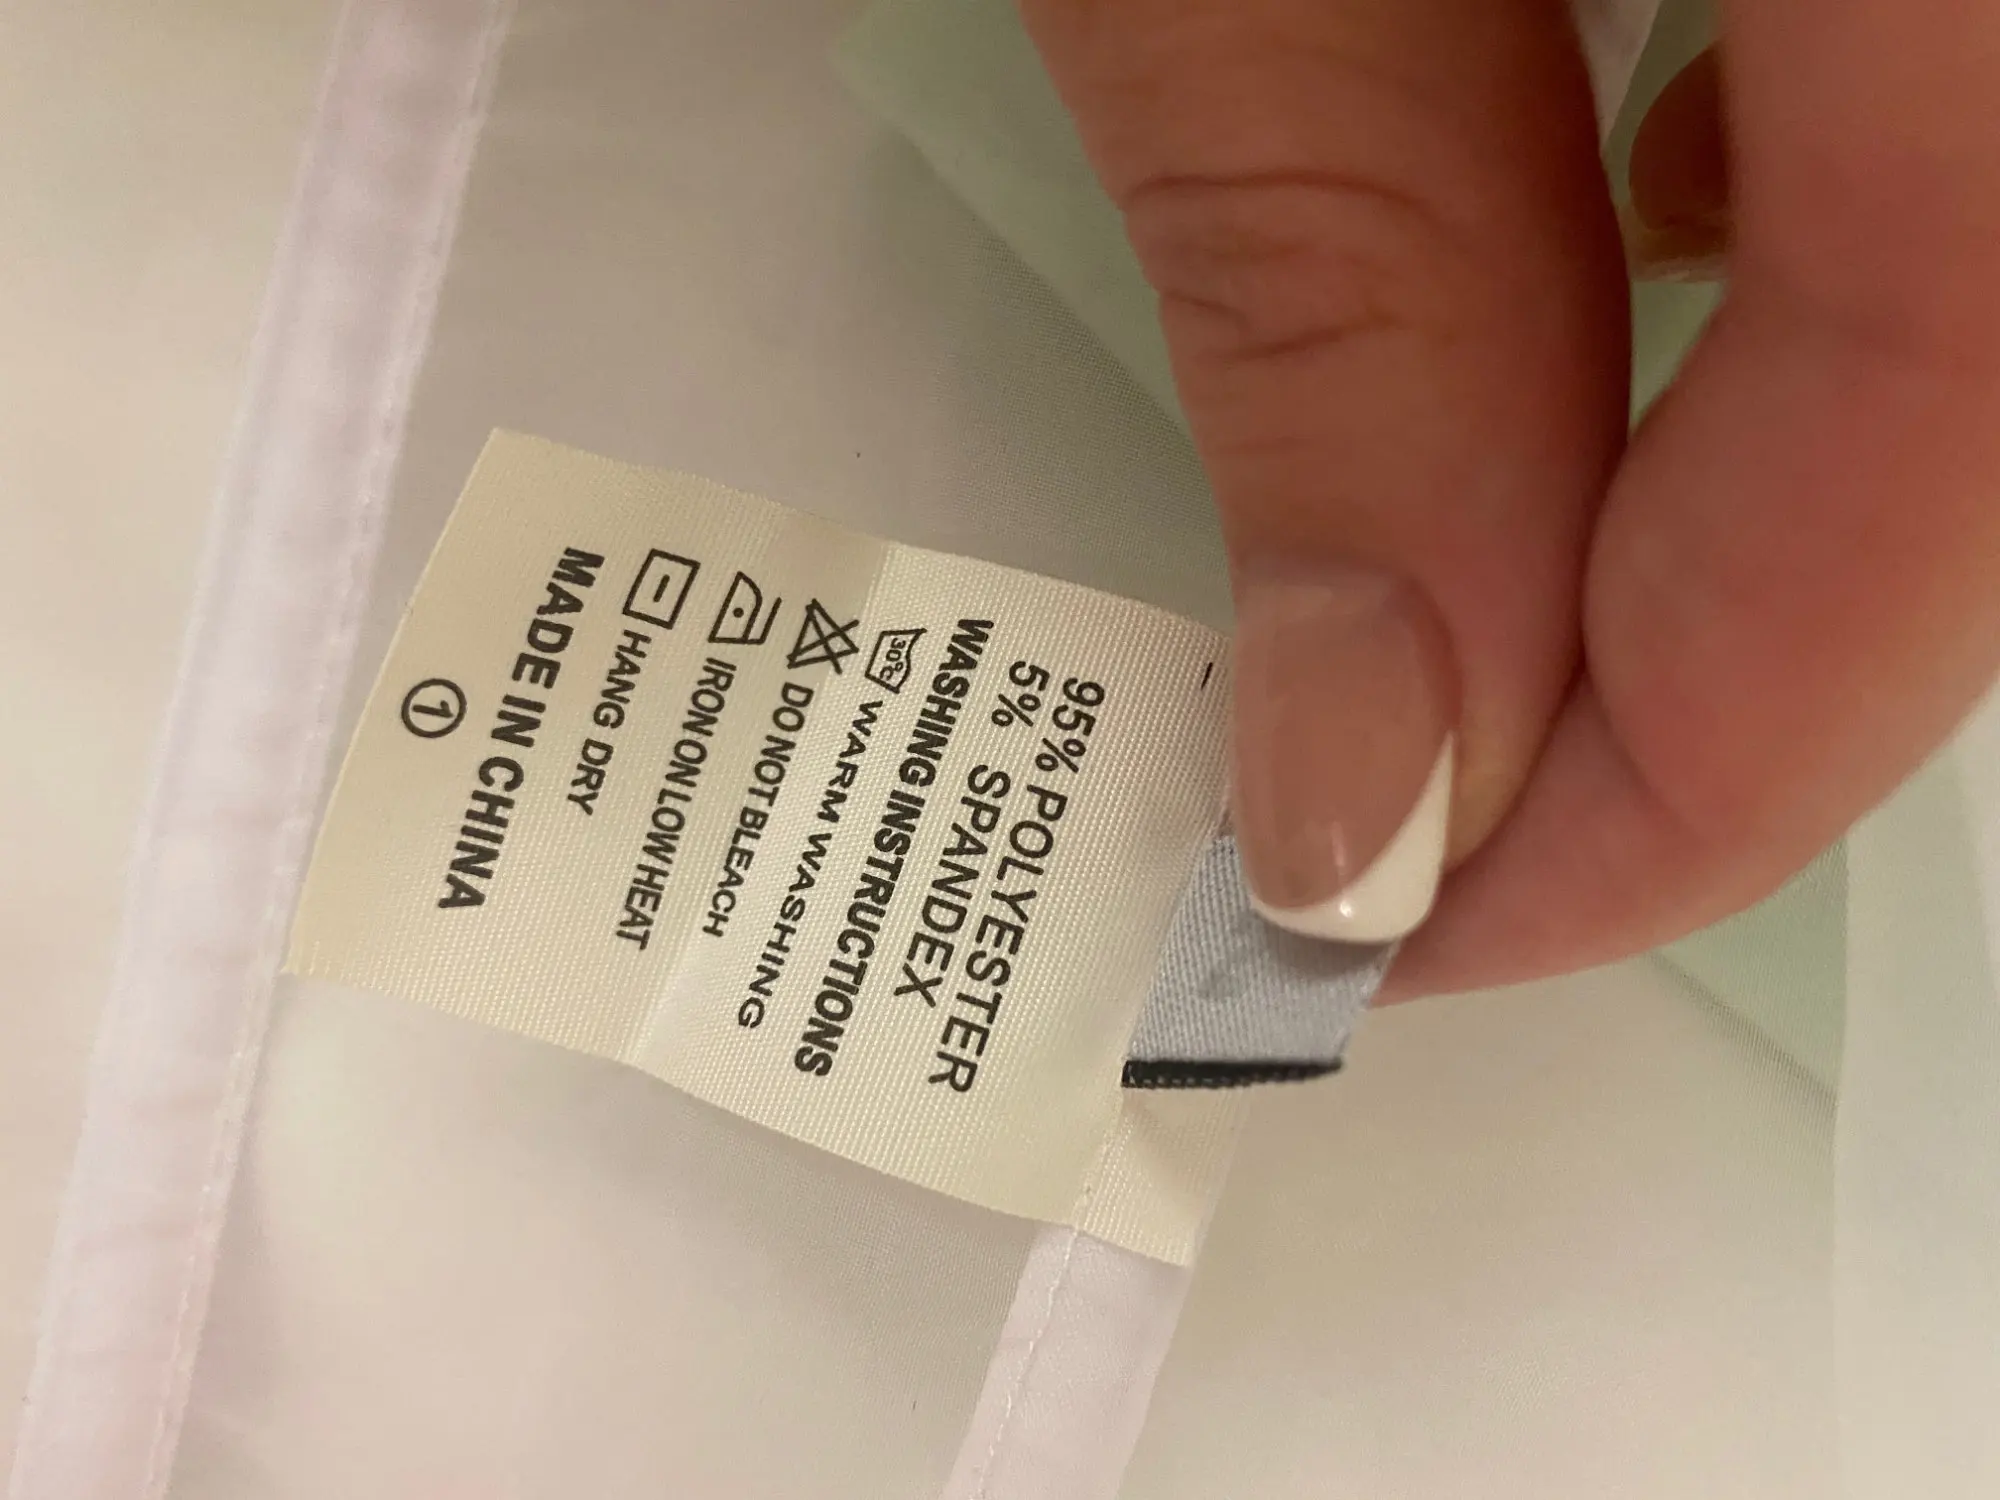 95% POLYESTER
5% SPANDEX
WASHING INSTRUCTIONS
30°C WARM WASHING
DO NOT BLEACH
IRON ON LOW HEAT
HANG DRY
MADE IN CHINA
1